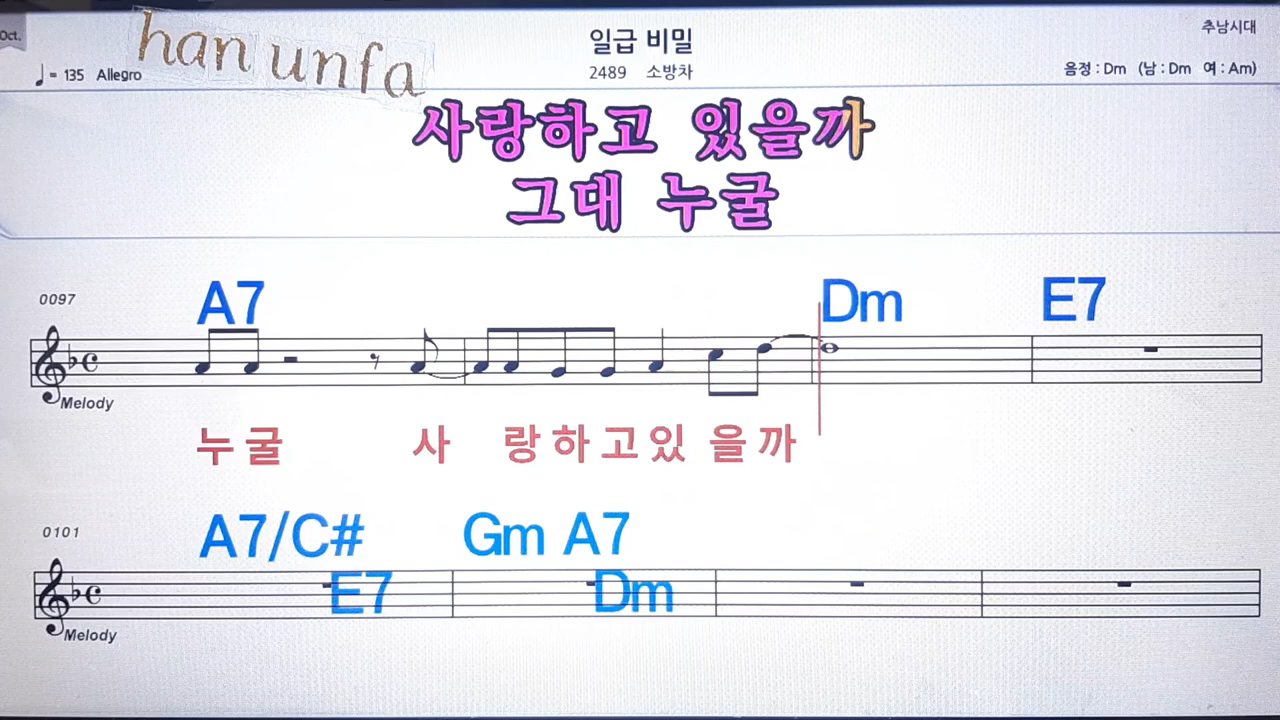 Oct.
han unfa
일급 비밀
추남시대
♩= 135 Allegro
2489 소방차
음정 : Dm (남 : Dm 여 : Am)
사랑하고 있을까
그대 누굴
0097
A7 Dm E7
Melody
누굴 사 랑하고있 을까
0101
A7/C# Gm A7
E7 Dm
Melody